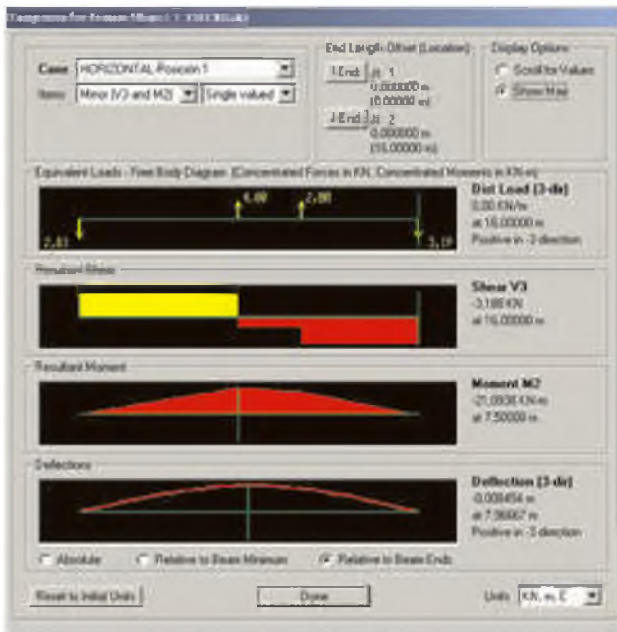 Case HORIZONTAL-Posicion 1
Items Minor (V3 and M2) Single valued
End Length Offset (Location)
I-End: Jt: 1
0,000000 m
(0,00000 m)
J-End: Jt: 2
0,000000 m
(16,00000 m)
Display Options
Scroll for Values
Show Max
Equivalent Loads - Free Body Diagram (Concentrated Forces in KN, Concentrated Moments in KN-m)
2,81
4,00
2,00
3,19
Dist Load (3-dir)
0,00 KN/m
at 16,00000 m
Positive in -3 direction
Resultant Shear
Shear V3
-3,188 KN
at 16,00000 m
Resultant Moment
Moment M2
-21,0938 KN-m
at 7,50000 m
Deflections
Deflection (3-dir)
-0,008454 m
at 7,96667 m
Positive in -3 direction
Absolute
Relative to Beam Minimum
Relative to Beam Ends
Reset to Initial Units
Done
Units KN, m, C